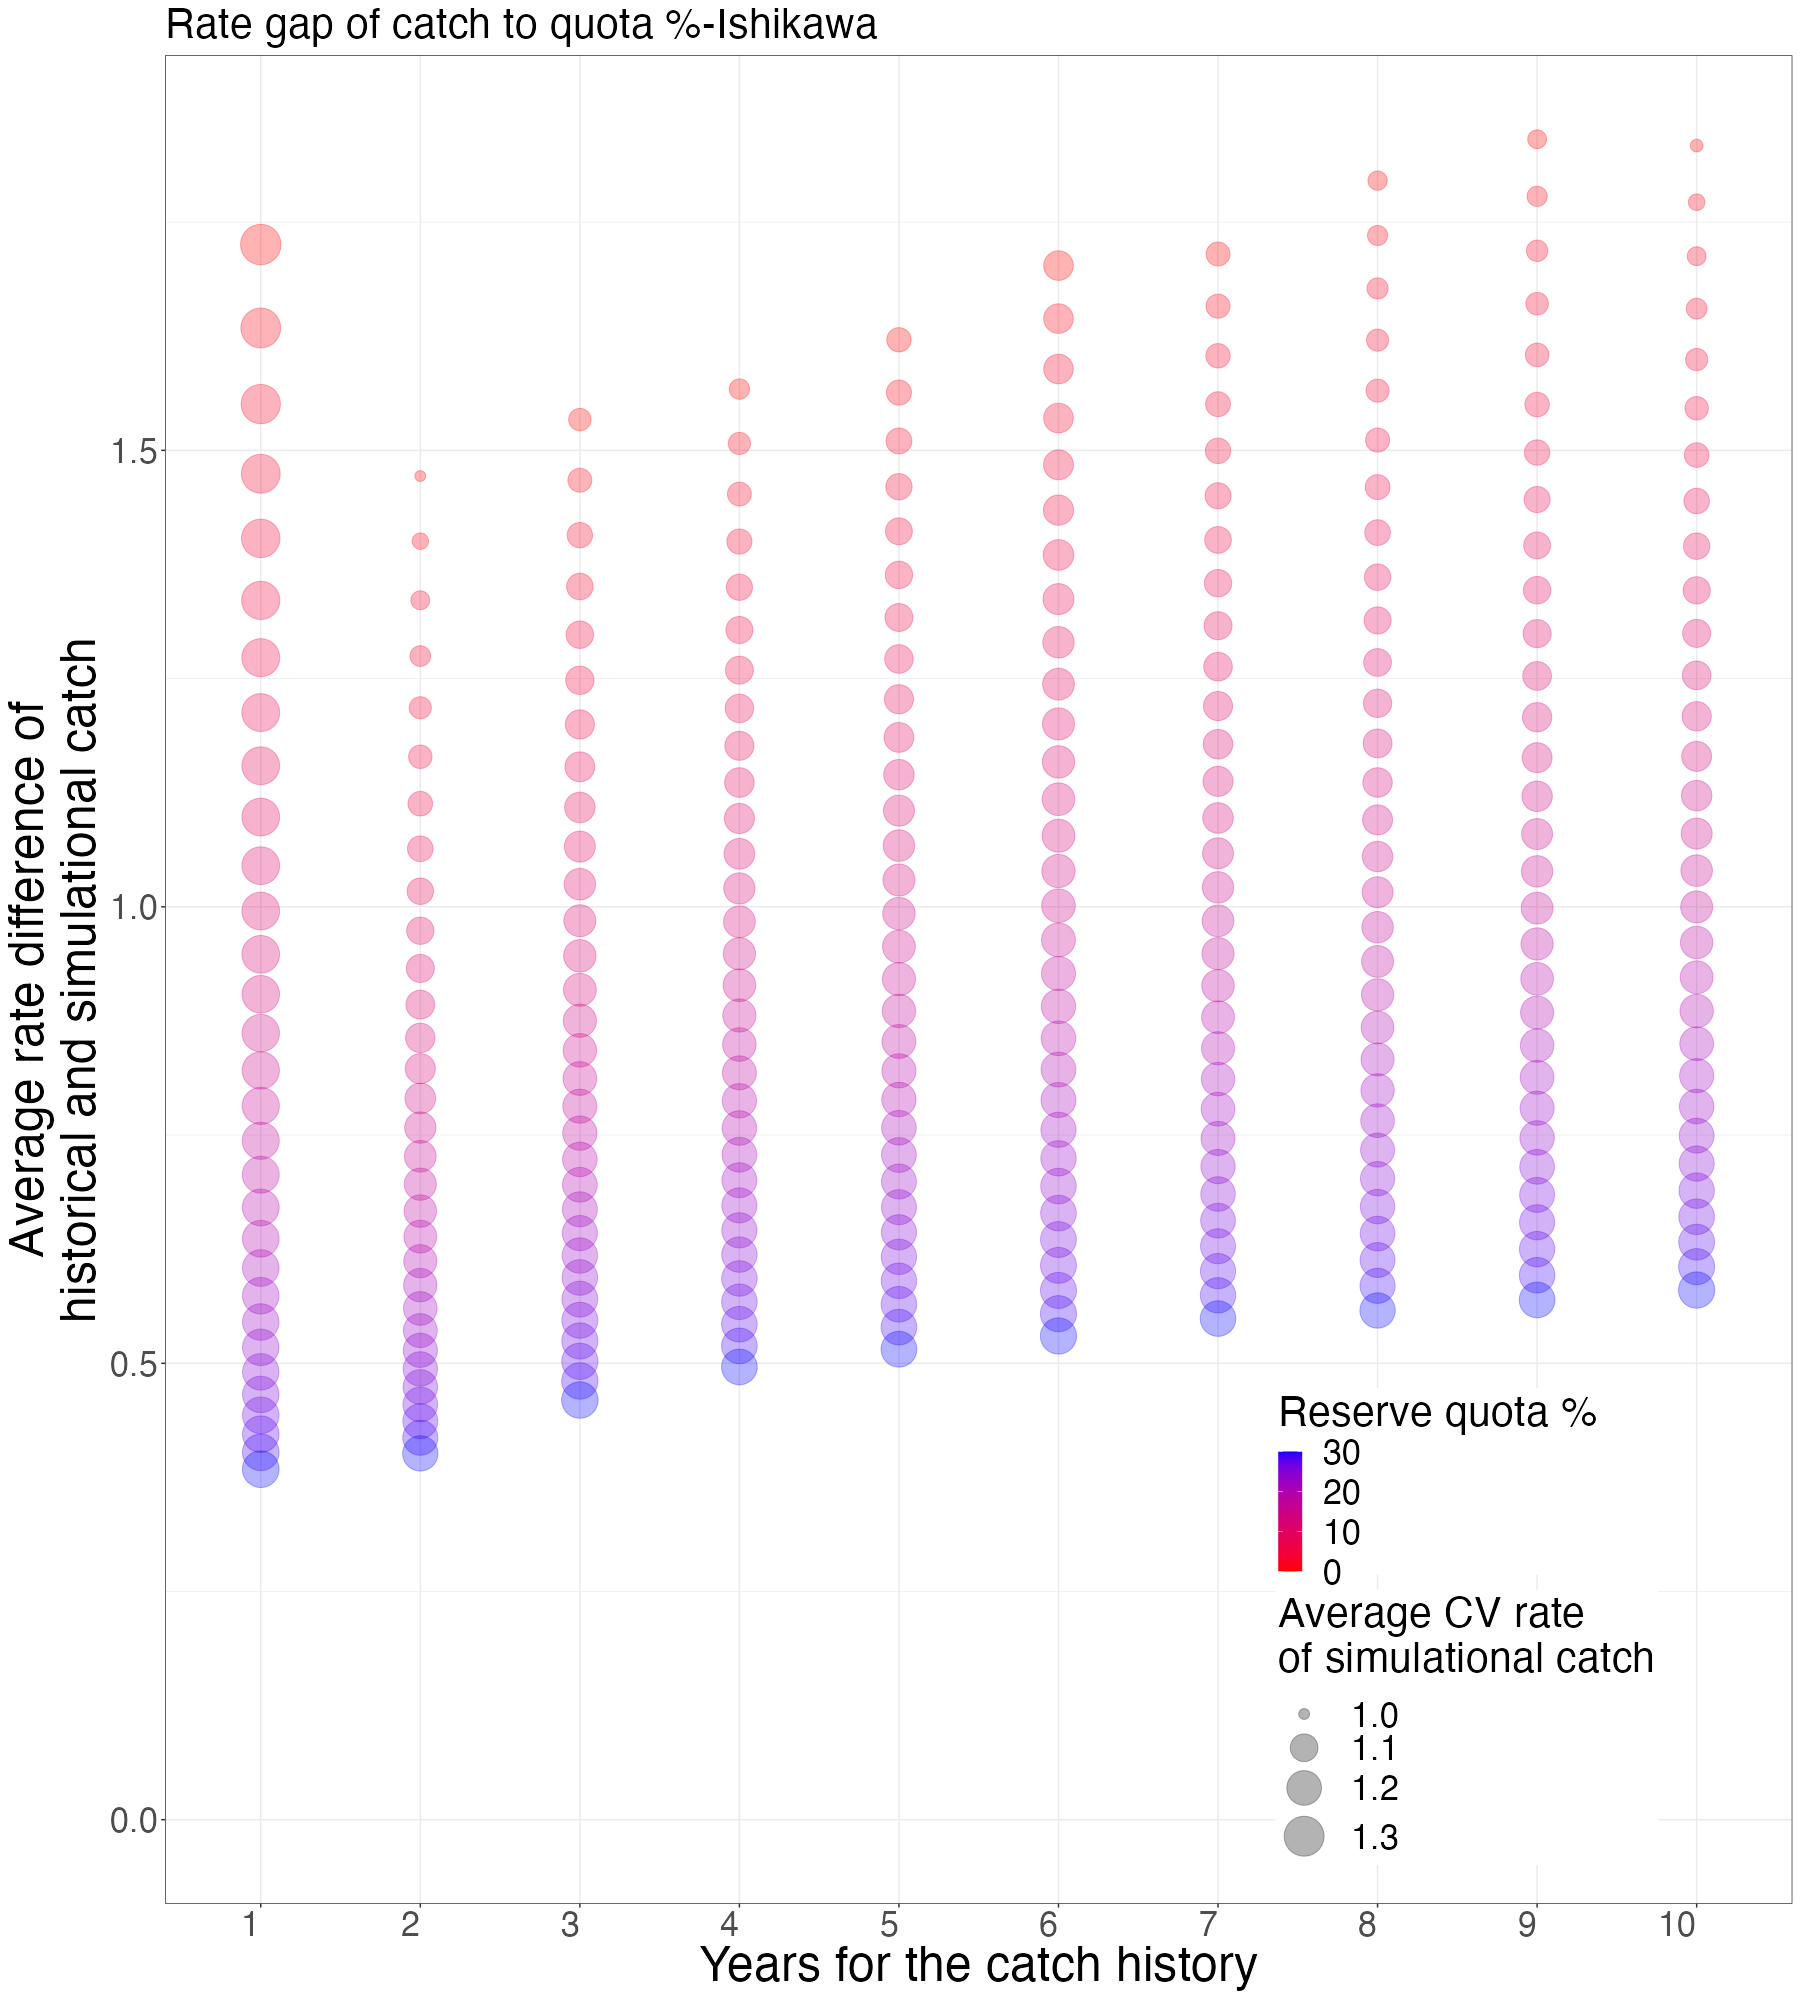 Rate gap of catch to quota %-Ishikawa
Average rate difference of
historical and simulational catch
1.5
1.0
0.5
0.0
Reserve quota %
30
20
10
0
Average CV rate
of simulational catch
1.0
1.1
1.2
1.3
1 2 3 4 5 6 7 8 9 10
Years for the catch history